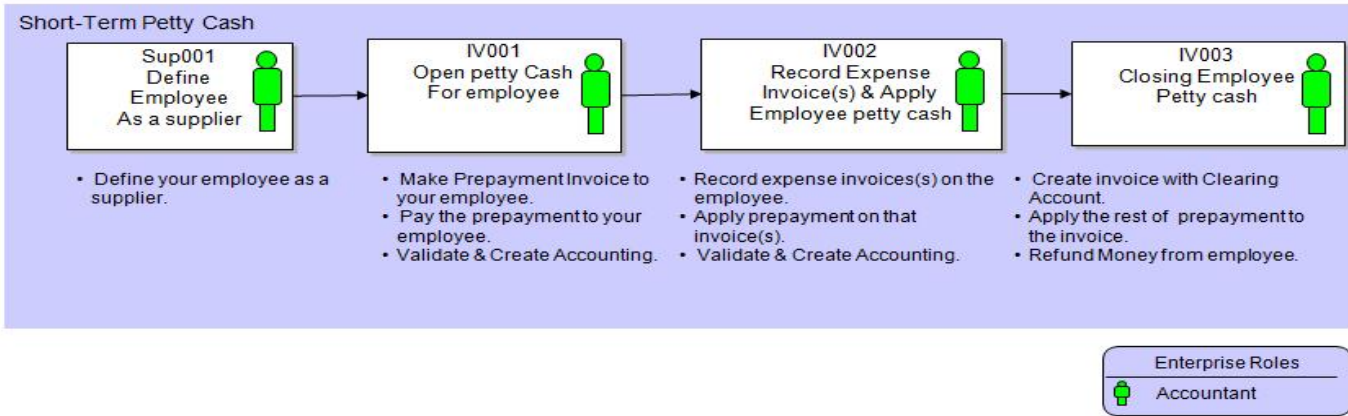 Short-Term Petty Cash
Sup001
Define
Employee
As a supplier
IV001
Open petty Cash
For employee
IV002
Record Expense
Invoice(s) & Apply
Employee petty cash
IV003
Closing Employee
Petty cash
• Define your employee as a
supplier.
• Make Prepayment Invoice to
your employee.
• Pay the prepayment to your
employee.
• Validate & Create Accounting.
• Record expense invoices(s) on the
employee.
• Apply prepayment on that
invoice(s).
• Validate & Create Accounting.
• Create invoice with Clearing
Account.
• Apply the rest of prepayment to
the invoice.
• Refund Money from employee.
Enterprise Roles
Accountant